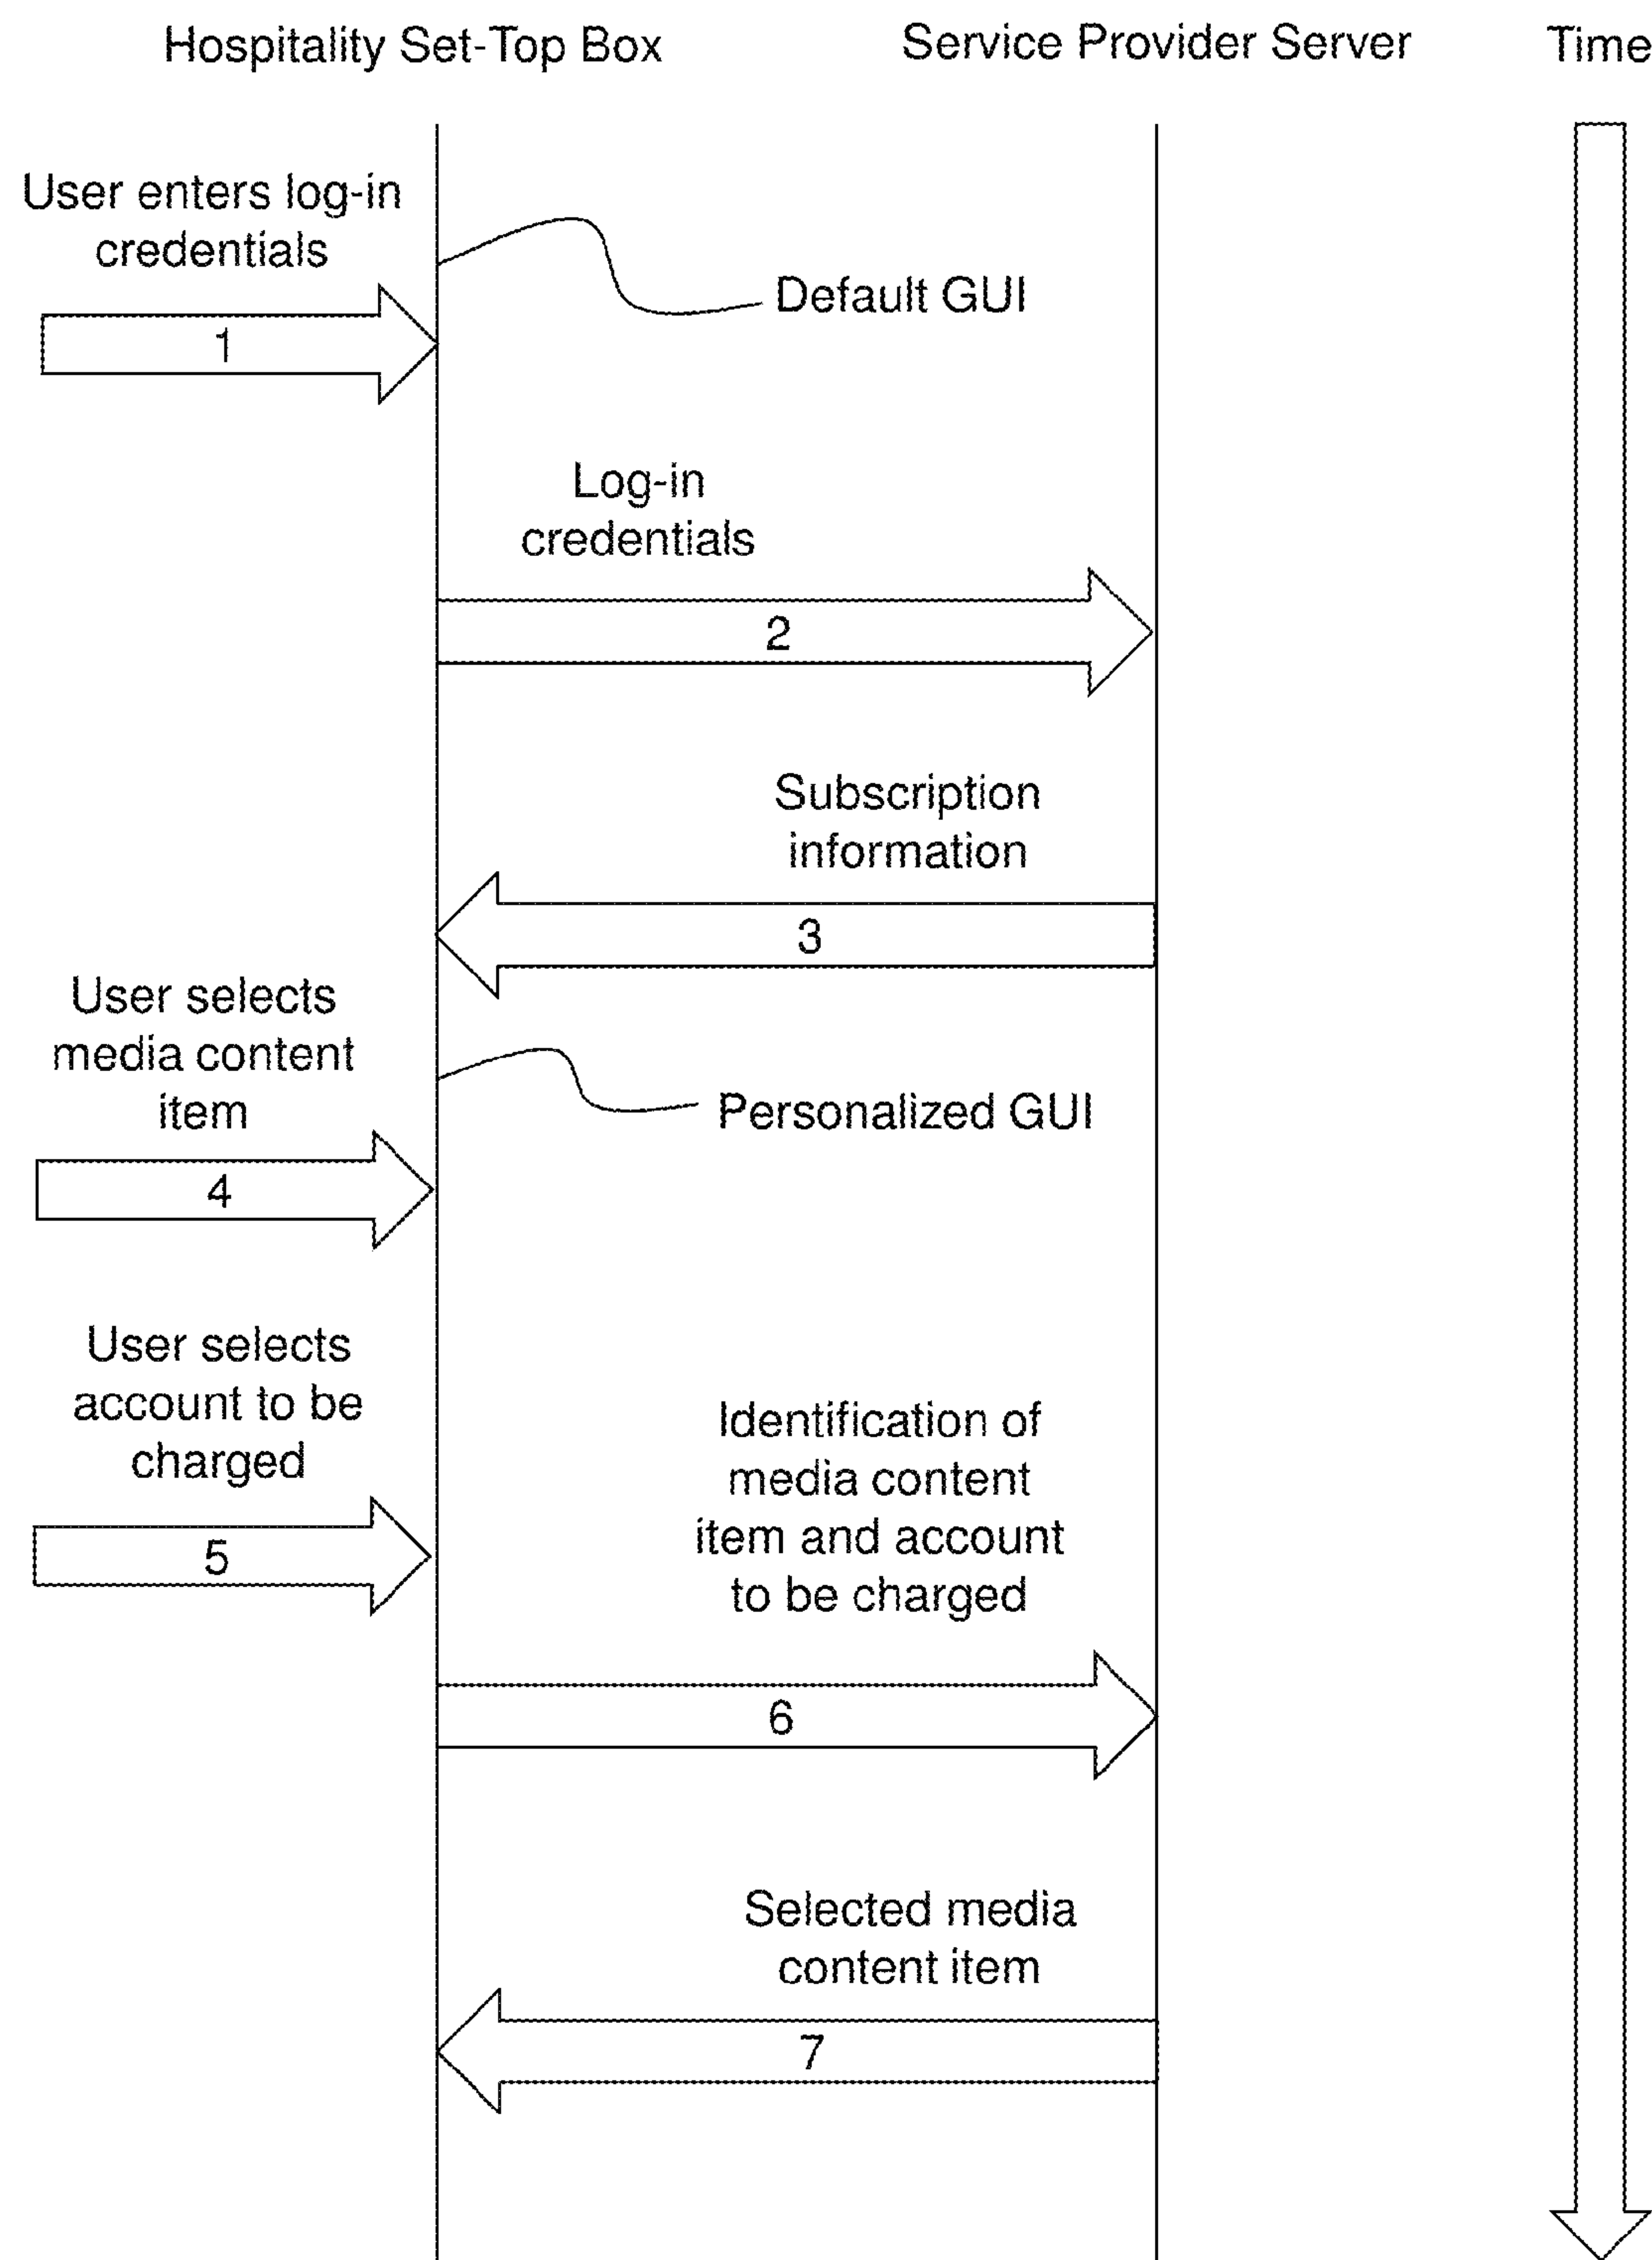 Hospitality Set-Top Box
Service Provider Server
Time
User enters log-in
credentials
Default GUI
1
Log-in
credentials
2
Subscription
information
3
User selects
media content
item
Personalized GUI
4
User selects
account to be
charged
5
Identification of
media content
item and account
to be charged
6
Selected media
content item
7